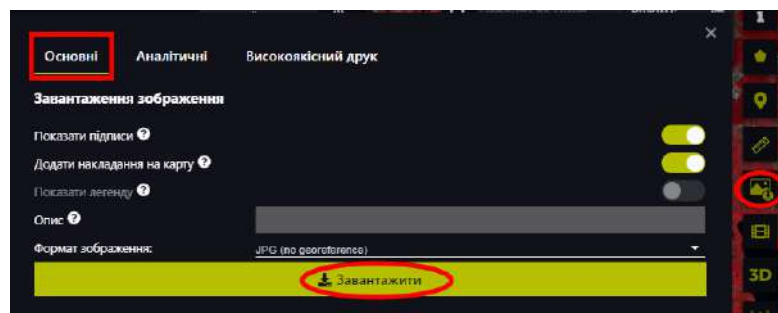 Основні Аналітичні Високоякісний друк
Завантаження зображення
Показати підписи
Додати накладання на карту
Показати легенду
Опис
Формат зображення: JPG (no georeference)
Завантажити
3D